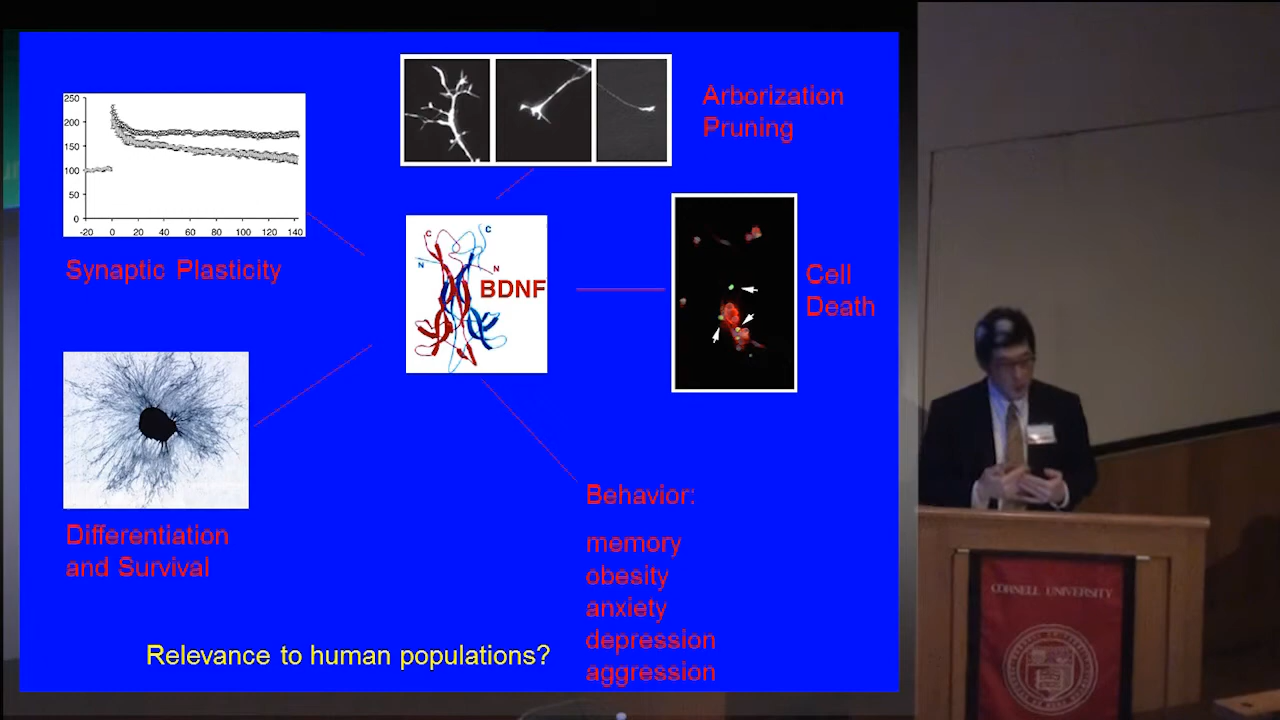 250
200
150
100
50
0
-20 0 20 40 60 80 100 120 140
Synaptic Plasticity
Arborization
Pruning
C
C
N
N
BDNF
Cell
Death
Differentiation
and Survival
Behavior:
memory
obesity
anxiety
depression
aggression
Relevance to human populations?
CORNELL UNIVERSITY